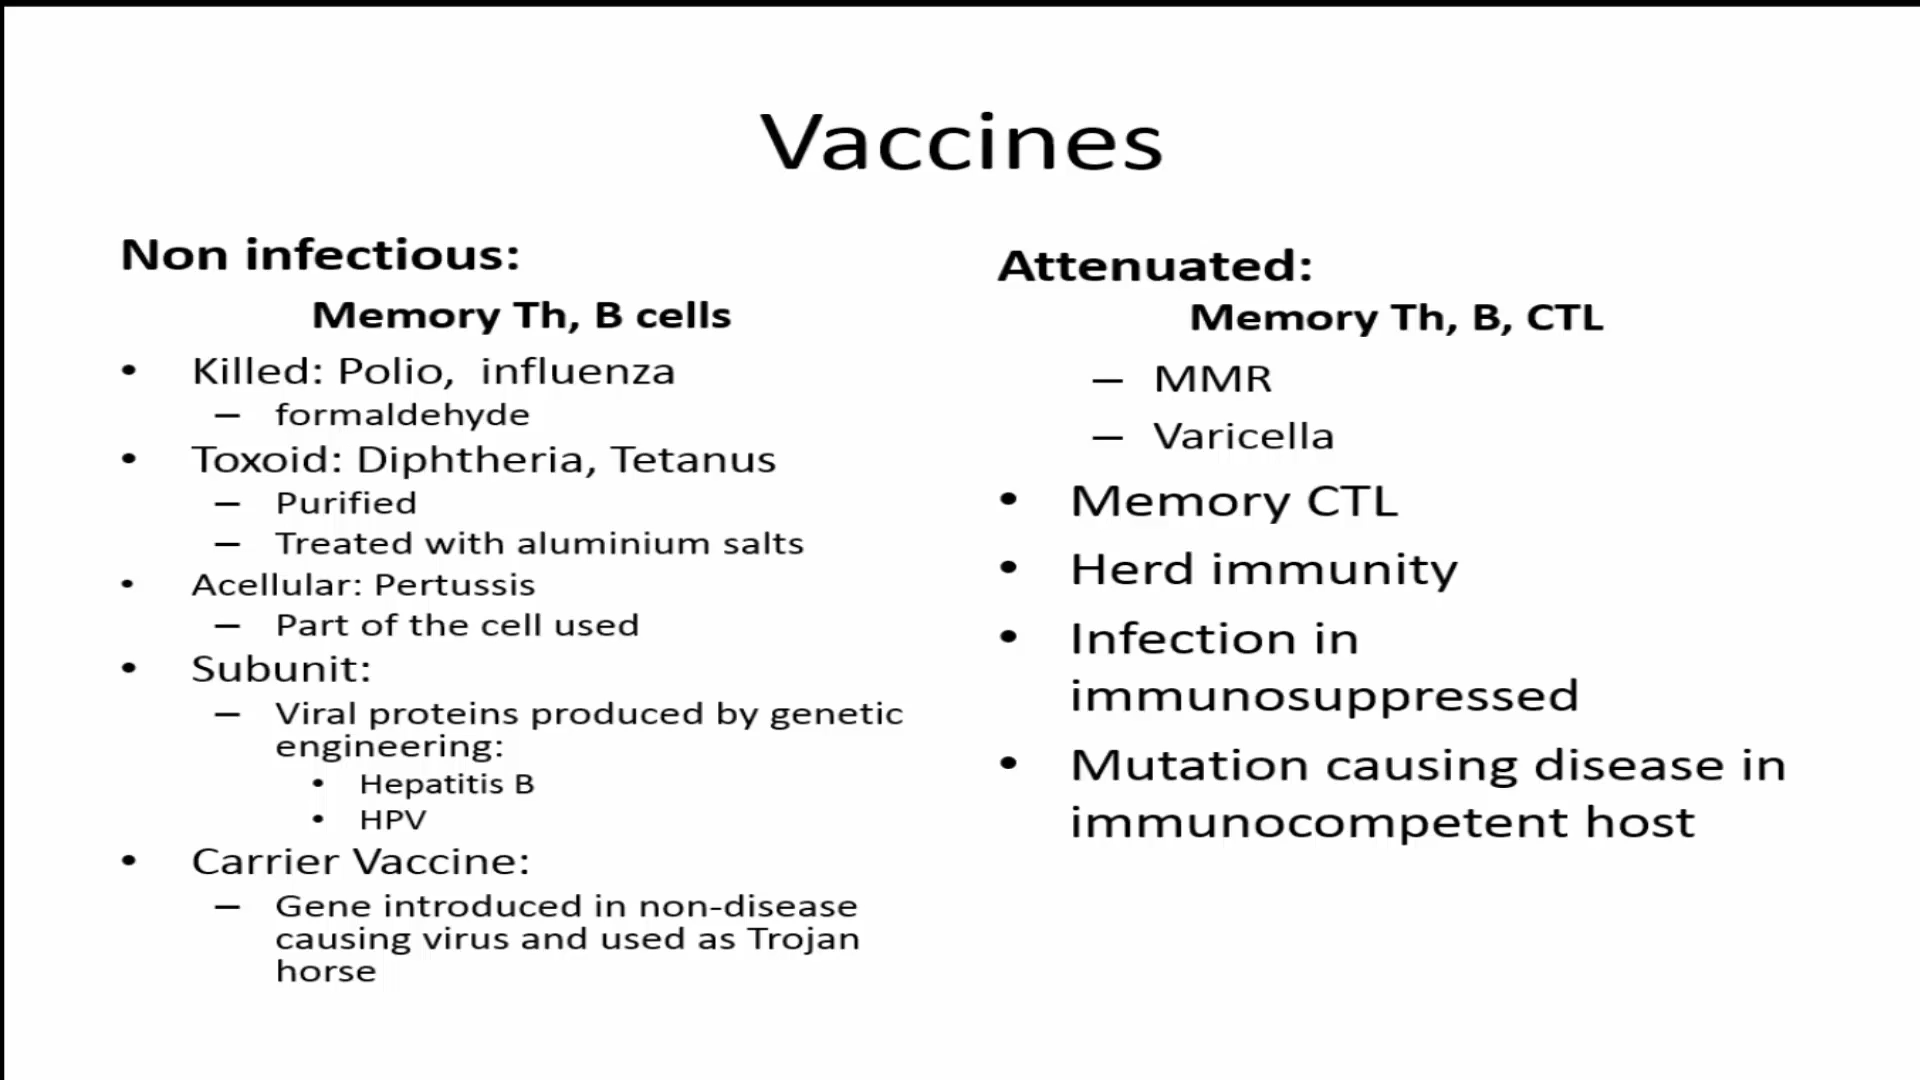 Vaccines
Non infectious:
Memory Th, B cells
• Killed: Polio, influenza
– formaldehyde
• Toxoid: Diphtheria, Tetanus
– Purified
– Treated with aluminium salts
• Acellular: Pertussis
– Part of the cell used
• Subunit:
– Viral proteins produced by genetic
engineering:
• Hepatitis B
• HPV
• Carrier Vaccine:
– Gene introduced in non-disease
causing virus and used as Trojan
horse
Attenuated:
Memory Th, B, CTL
– MMR
– Varicella
• Memory CTL
• Herd immunity
• Infection in
immunosuppressed
• Mutation causing disease in
immunocompetent host